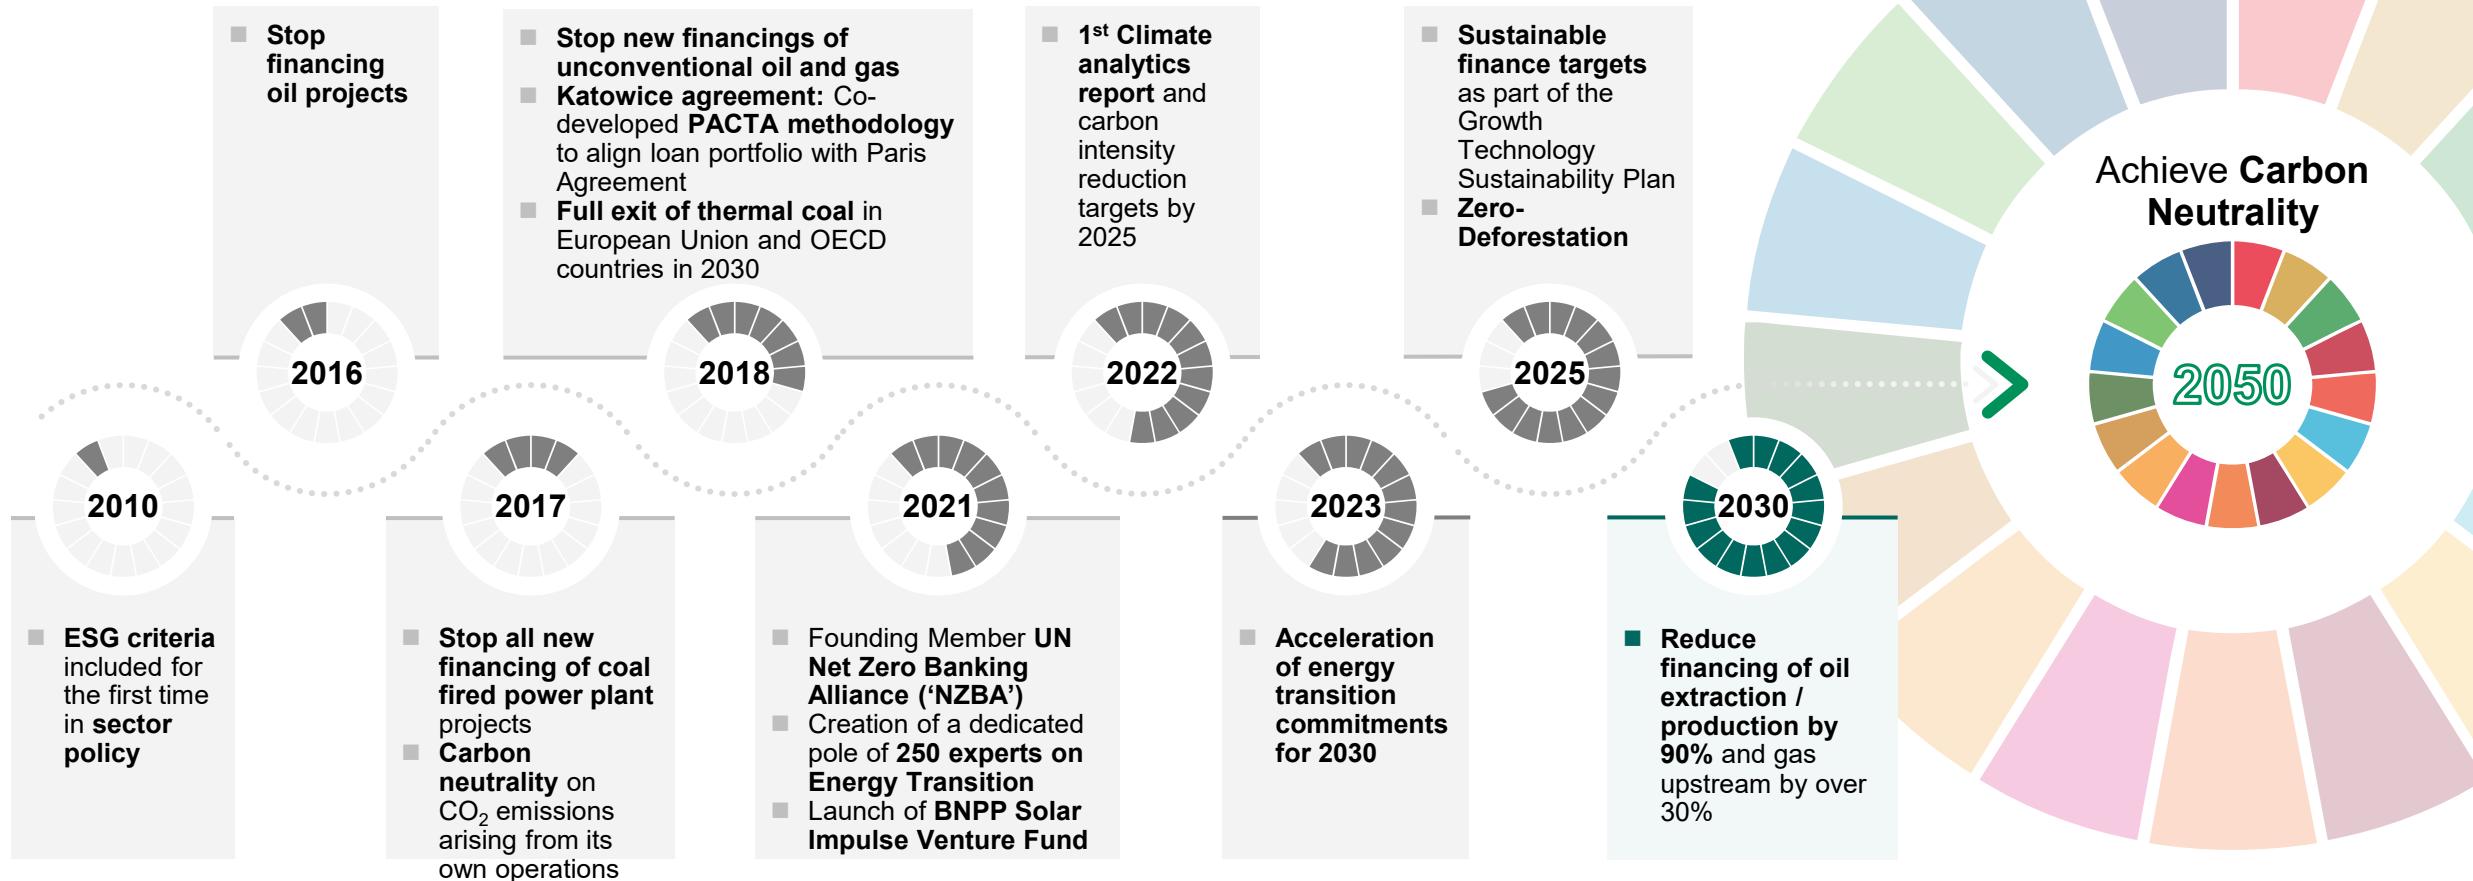 Stop
financing
oil projects
2016
Stop new financings of
unconventional oil and gas
Katowice agreement: Co-
developed PACTA methodology
to align loan portfolio with Paris
Agreement
Full exit of thermal coal in
European Union and OECD
countries in 2030
2018
1st Climate
analytics
report and
carbon
intensity
reduction
targets by
2025
2022
Sustainable
finance targets
as part of the
Growth
Technology
Sustainability Plan
Zero-
Deforestation
2025
Achieve Carbon
Neutrality
2050
2010
ESG criteria
included for
the first time
in sector
policy
2017
Stop all new
financing of coal
fired power plant
projects
Carbon
neutrality on
CO2 emissions
arising from its
own operations
2021
Founding Member UN
Net Zero Banking
Alliance (‘NZBA’)
Creation of a dedicated
pole of 250 experts on
Energy Transition
Launch of BNPP Solar
Impulse Venture Fund
2023
Acceleration
of energy
transition
commitments
for 2030
2030
Reduce
financing of oil
extraction /
production by
90% and gas
upstream by over
30%